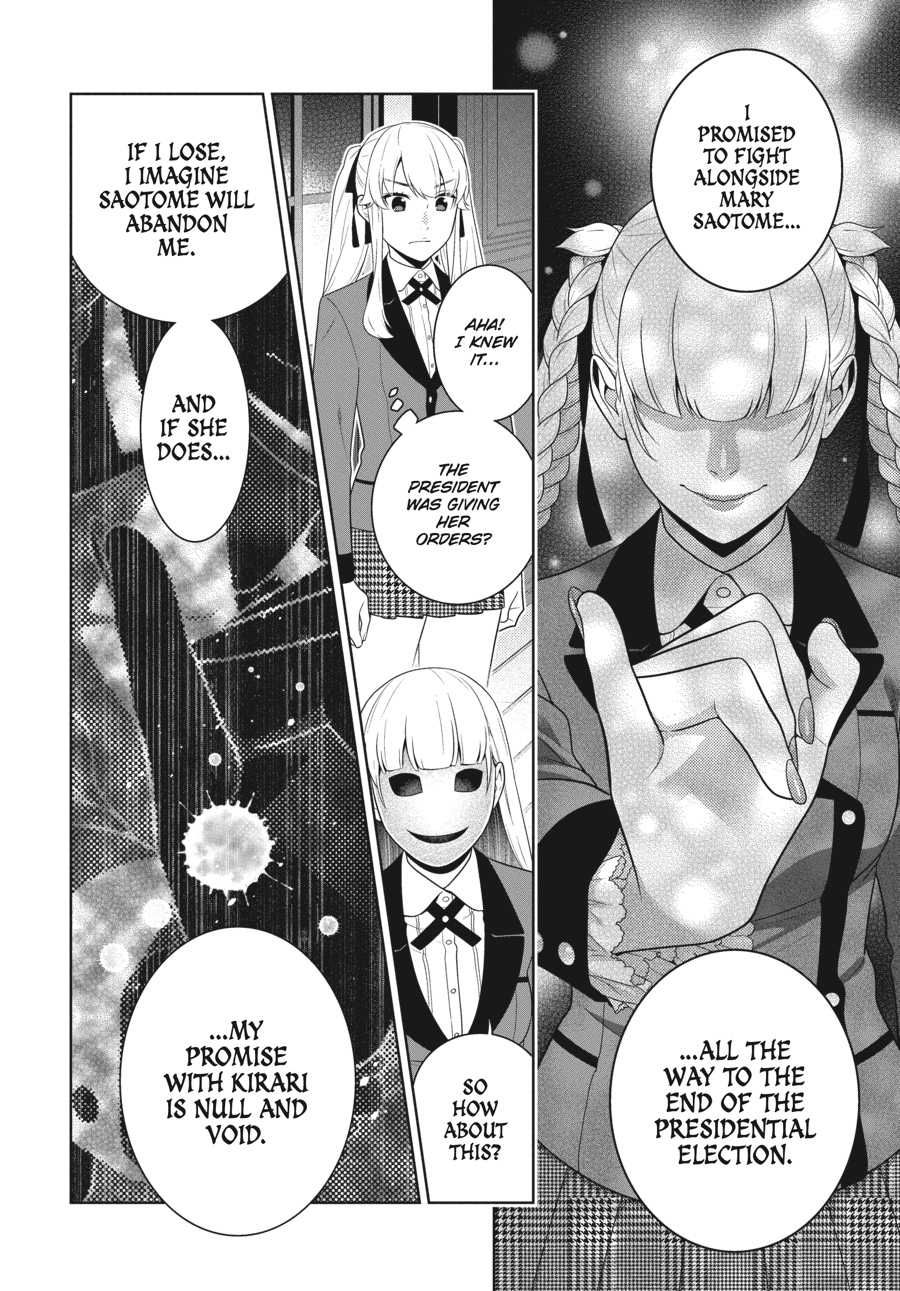 I
PROMISED
TO FIGHT
ALONGSIDE
MARY
SAOTOME...
...ALL THE
WAY TO THE
END OF THE
PRESIDENTIAL
ELECTION.
AHA!
I KNEW
IT...
THE
PRESIDENT
WAS GIVING
HER
ORDERS?
SO
HOW
ABOUT
THIS?
IF I LOSE,
I IMAGINE
SAOTOME WILL
ABANDON
ME.
AND
IF SHE
DOES...
...MY
PROMISE
WITH KIRARI
IS NULL AND
VOID.